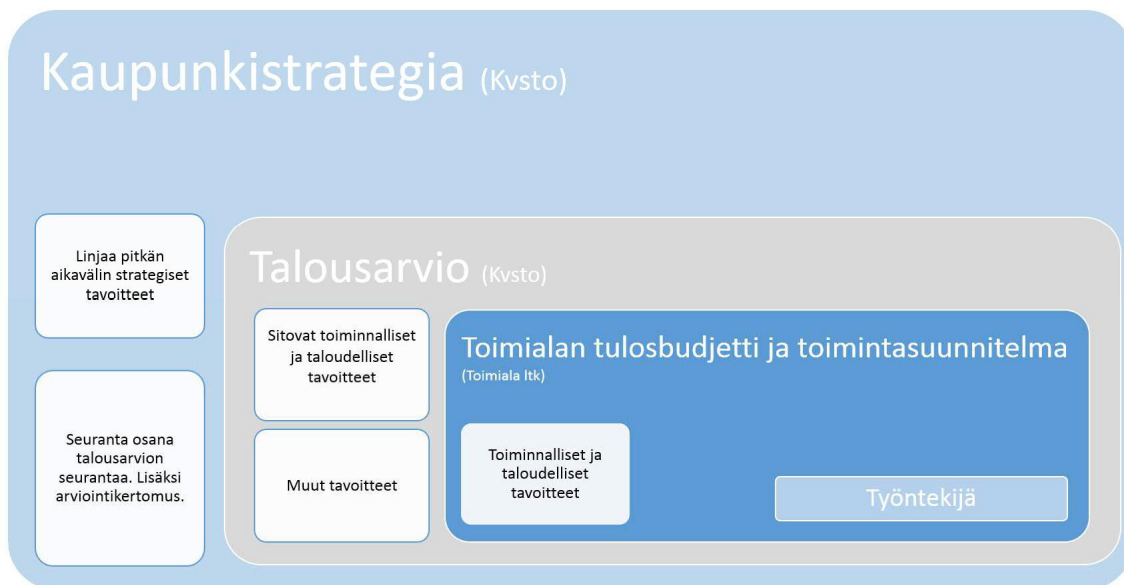 Kaupunkistrategia (Kvsto)
Linjaa pitkän
aikavälin strategiset
tavoitteet
Seuranta osana
talousarvion
seurantaa. Lisäksi
arviointikertomus.
Talousarvio (Kvsto)
Sitovat toiminnalliset
ja taloudelliset
tavoitteet
Muut tavoitteet
Toimialan tulosbudjetti ja toimintasuunnitelma
(Toimiala ltk)
Toiminnalliset ja
taloudelliset
tavoitteet
Työntekijä